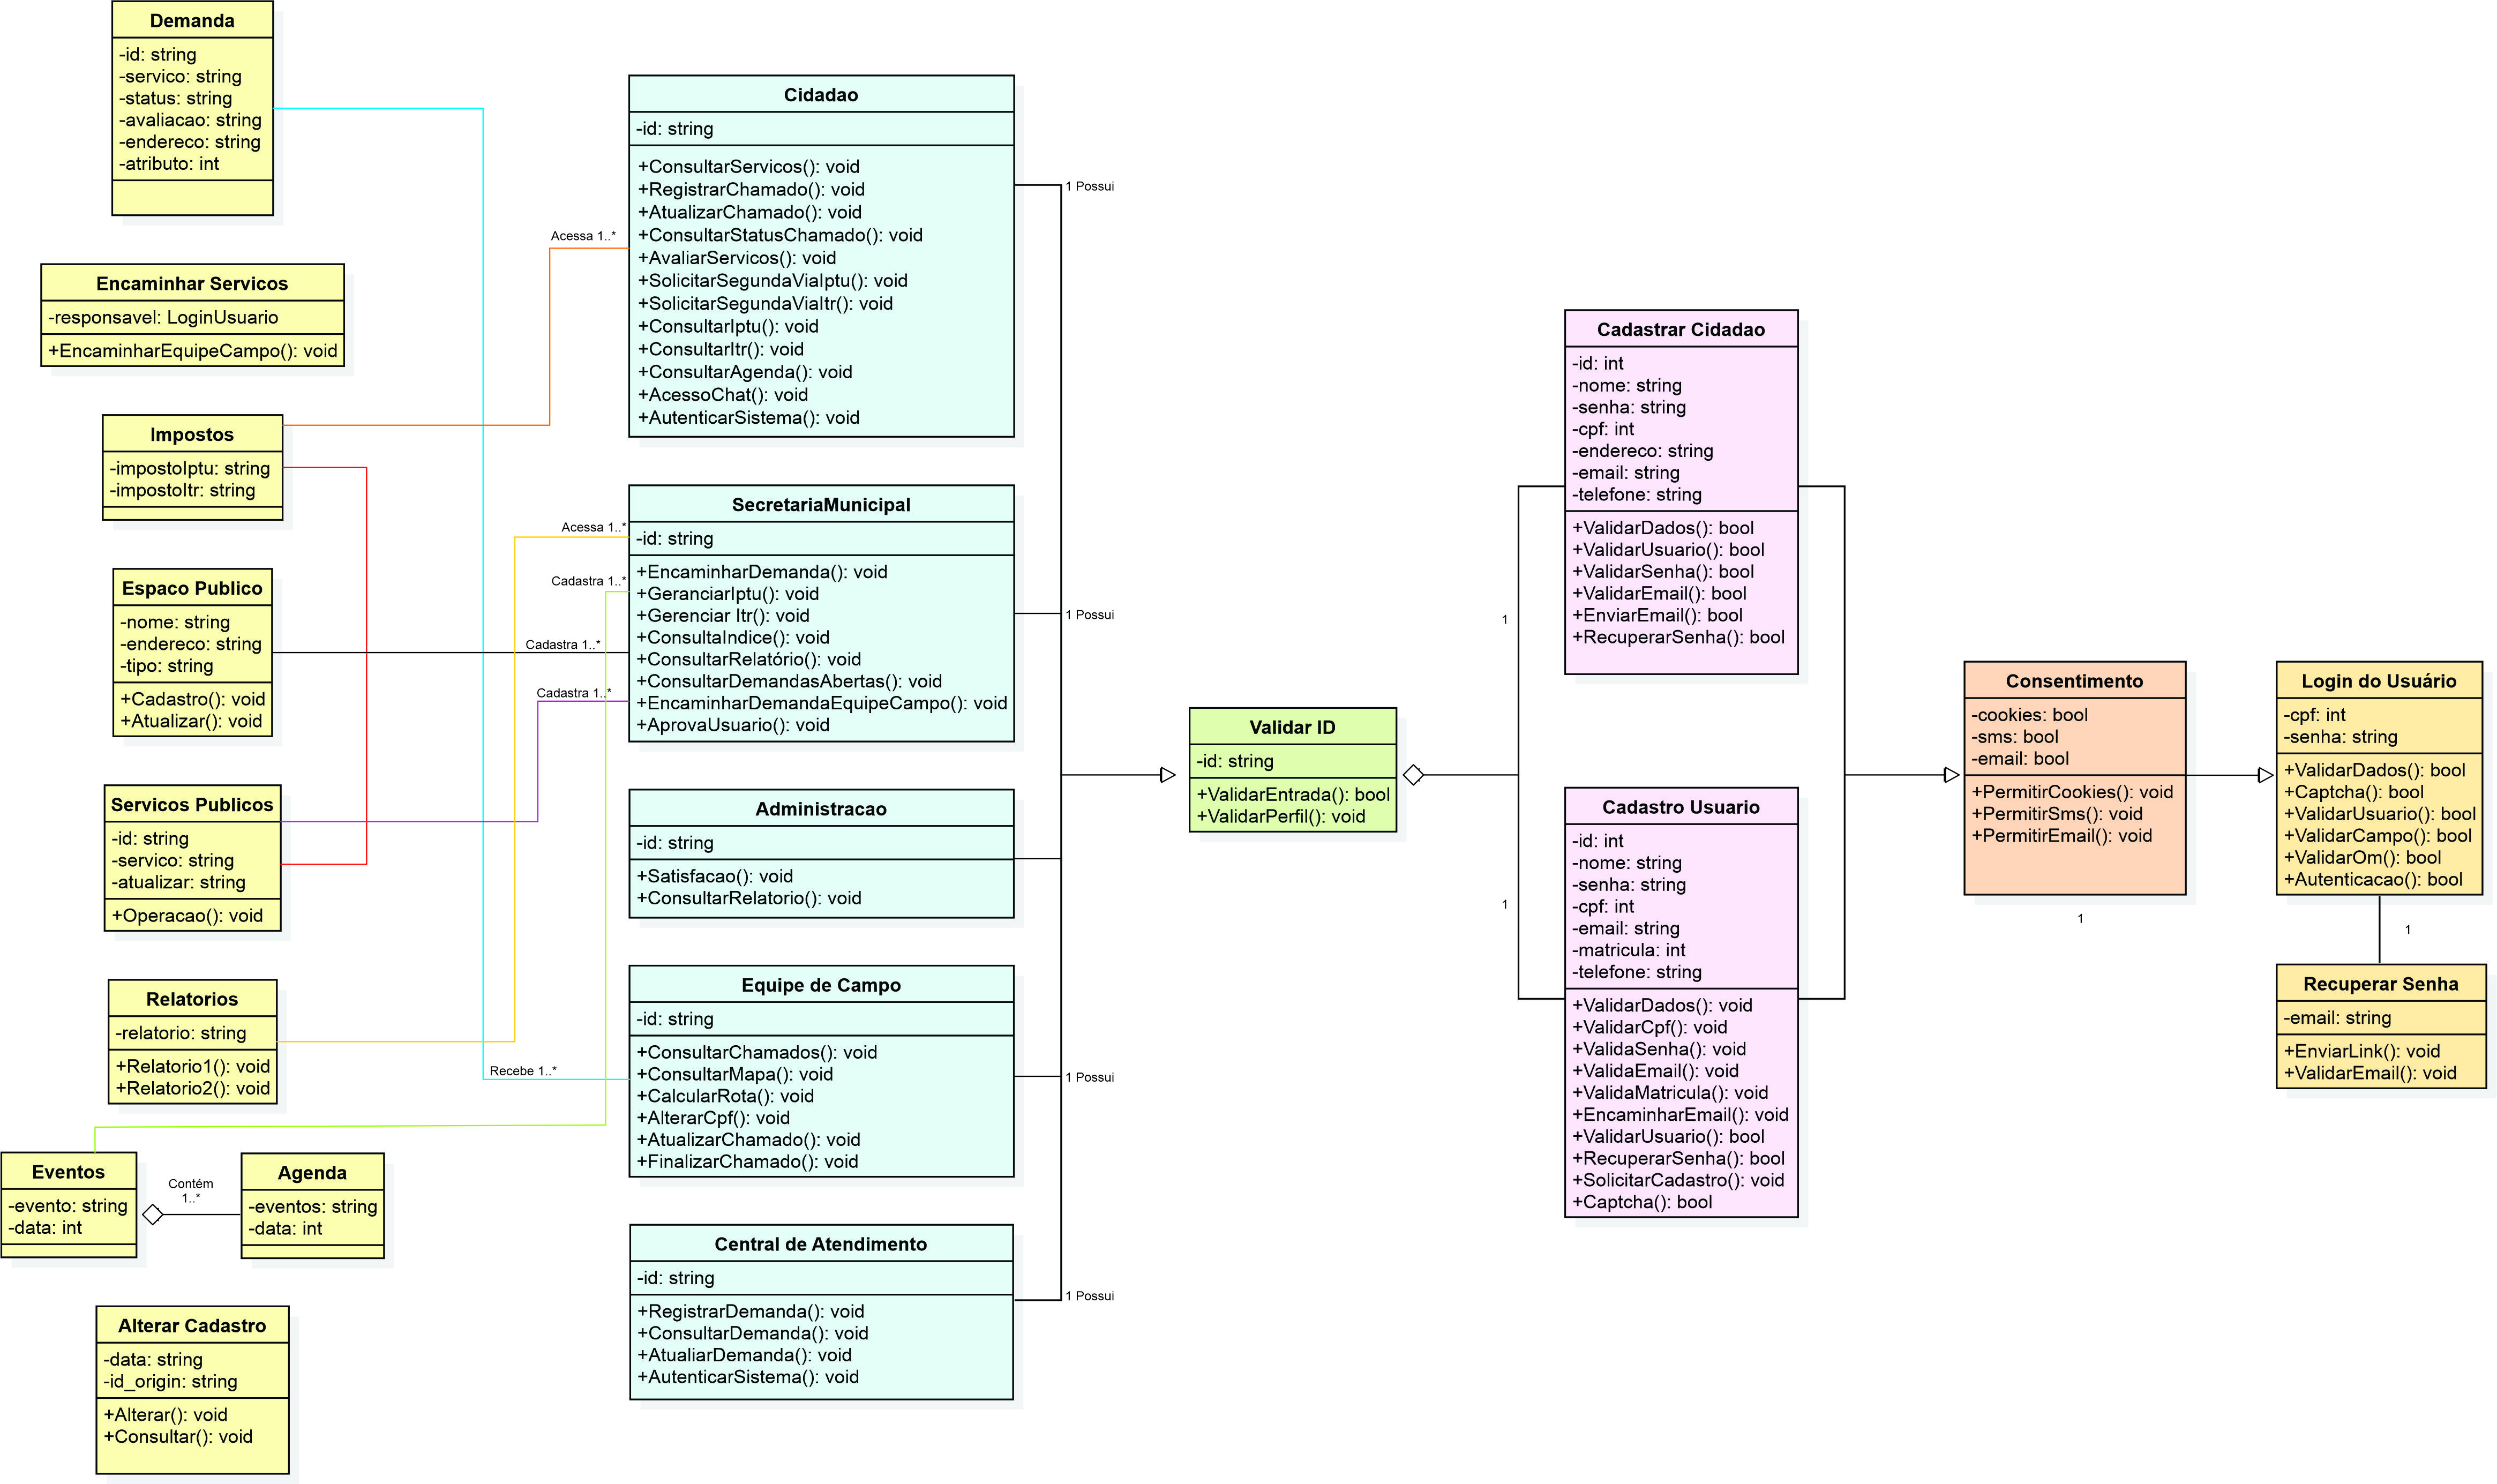 Demanda
-id: string
-servico: string
-status: string
-avaliacao: string
-endereco: string
-atributo: int
Encaminhar Servicos
-responsavel: LoginUsuario
+EncaminharEquipeCampo(): void
Impostos
-impostoIptu: string
-impostoItr: string
Espaco Publico
-nome: string
-endereco: string
-tipo: string
+Cadastro(): void
+Atualizar(): void
Servicos Publicos
-id: string
-servico: string
-atualizar: string
+Operacao(): void
Relatorios
-relatorio: string
+Relatorio1(): void
+Relatorio2(): void
Eventos
-evento: string
-data: int
Contém
1..*
Agenda
-eventos: string
-data: int
Alterar Cadastro
-data: string
-id_origin: string
+Alterar(): void
+Consultar(): void
Acessa 1..*
Acessa 1..*
Cadastra 1..*
Cadastra 1..*
Cadastra 1..*
Recebe 1..*
Cidadao
-id: string
+ConsultarServicos(): void
+RegistrarChamado(): void
+AtualizarChamado(): void
+ConsultarStatusChamado(): void
+AvaliarServicos(): void
+SolicitarSegundaViaIptu(): void
+SolicitarSegundaViaItr(): void
+ConsultarIptu(): void
+ConsultarItr(): void
+ConsultarAgenda(): void
+AcessoChat(): void
+AutenticarSistema(): void
SecretariaMunicipal
-id: string
+EncaminharDemanda(): void
+GeranciarIptu(): void
+Gerenciar Itr(): void
+ConsultaIndice(): void
+ConsultarRelatório(): void
+ConsultarDemandasAbertas(): void
+EncaminharDemandaEquipeCampo(): void
+AprovaUsuario(): void
Administracao
-id: string
+Satisfacao(): void
+ConsultarRelatorio(): void
Equipe de Campo
-id: string
+ConsultarChamados(): void
+ConsultarMapa(): void
+CalcularRota(): void
+AlterarCpf(): void
+AtualizarChamado(): void
+FinalizarChamado(): void
Central de Atendimento
-id: string
+RegistrarDemanda(): void
+ConsultarDemanda(): void
+AtualiarDemanda(): void
+AutenticarSistema(): void
1 Possui
1 Possui
1 Possui
1 Possui
Validar ID
-id: string
+ValidarEntrada(): bool
+ValidarPerfil(): void
1
1
Cadastrar Cidadao
-id: int
-nome: string
-senha: string
-cpf: int
-endereco: string
-email: string
-telefone: string
+ValidarDados(): bool
+ValidarUsuario(): bool
+ValidarSenha(): bool
+ValidarEmail(): bool
+EnviarEmail(): bool
+RecuperarSenha(): bool
Cadastro Usuario
-id: int
-nome: string
-senha: string
-cpf: int
-email: string
-matricula: int
-telefone: string
+ValidarDados(): void
+ValidarCpf(): void
+ValidaSenha(): void
+ValidaEmail(): void
+ValidaMatricula(): void
+EncaminharEmail(): void
+ValidarUsuario(): bool
+RecuperarSenha(): bool
+SolicitarCadastro(): void
+Captcha(): bool
Consentimento
-cookies: bool
-sms: bool
-email: bool
+PermitirCookies(): void
+PermitirSms(): void
+PermitirEmail(): void
1
Login do Usuário
-cpf: int
-senha: string
+ValidarDados(): bool
+Captcha(): bool
+ValidarUsuario(): bool
+ValidarCampo(): bool
+ValidarOm(): bool
+Autenticacao(): bool
1
Recuperar Senha
-email: string
+EnviarLink(): void
+ValidarEmail(): void